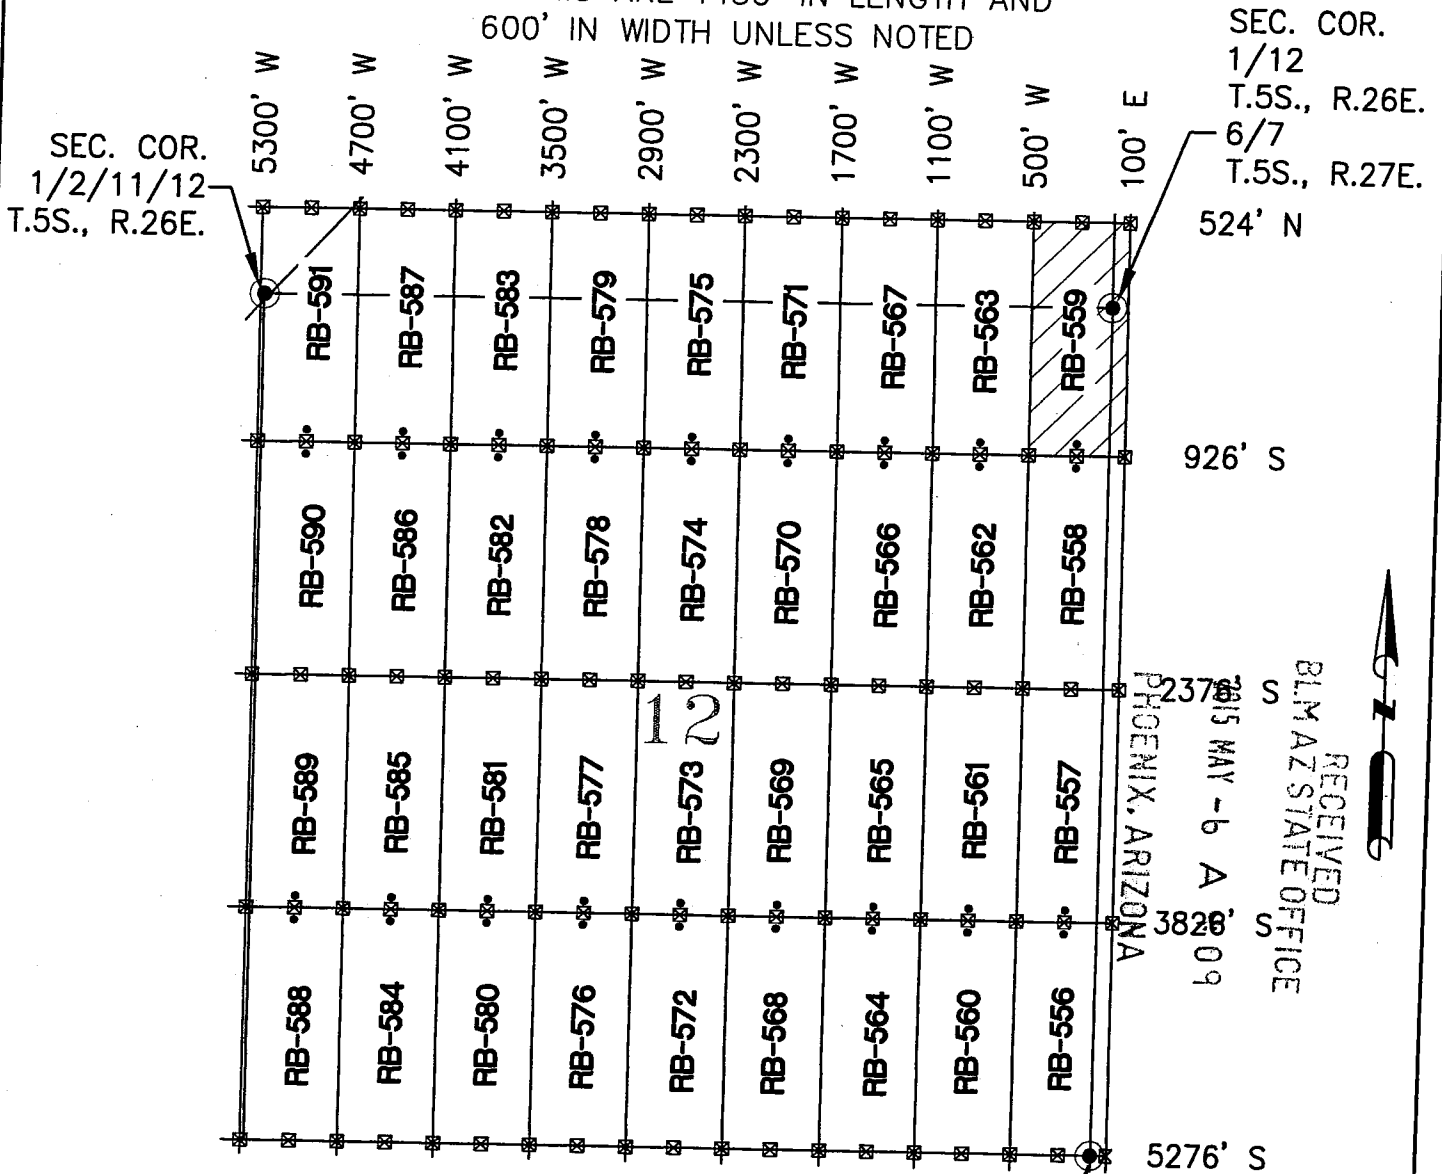 ARE 1450' IN LENGTH AND
600' IN WIDTH UNLESS NOTED
SEC. COR.
1/12
T.5S., R.26E.
6/7
T.5S., R.27E.
SEC. COR.
1/2/11/12
T.5S., R.26E.
5300' W
4700' W
4100' W
3500' W
2900' W
2300' W
1700' W
1100' W
500' W
100' E
524' N
RB-591
RB-587
RB-583
RB-579
RB-575
RB-571
RB-567
RB-563
RB-559
926' S
RB-590
RB-586
RB-582
RB-578
RB-574
RB-570
RB-566
RB-562
RB-558
2376' S
12
RB-589
RB-585
RB-581
RB-577
RB-573
RB-569
RB-565
RB-561
RB-557
3826' S
RB-588
RB-584
RB-580
RB-576
RB-572
RB-568
RB-564
RB-560
RB-556
5276' S
RECEIVED
BLM AZ STATE OFFICE
2015 MAY -6 A
09
PHOENIX, ARIZONA
N